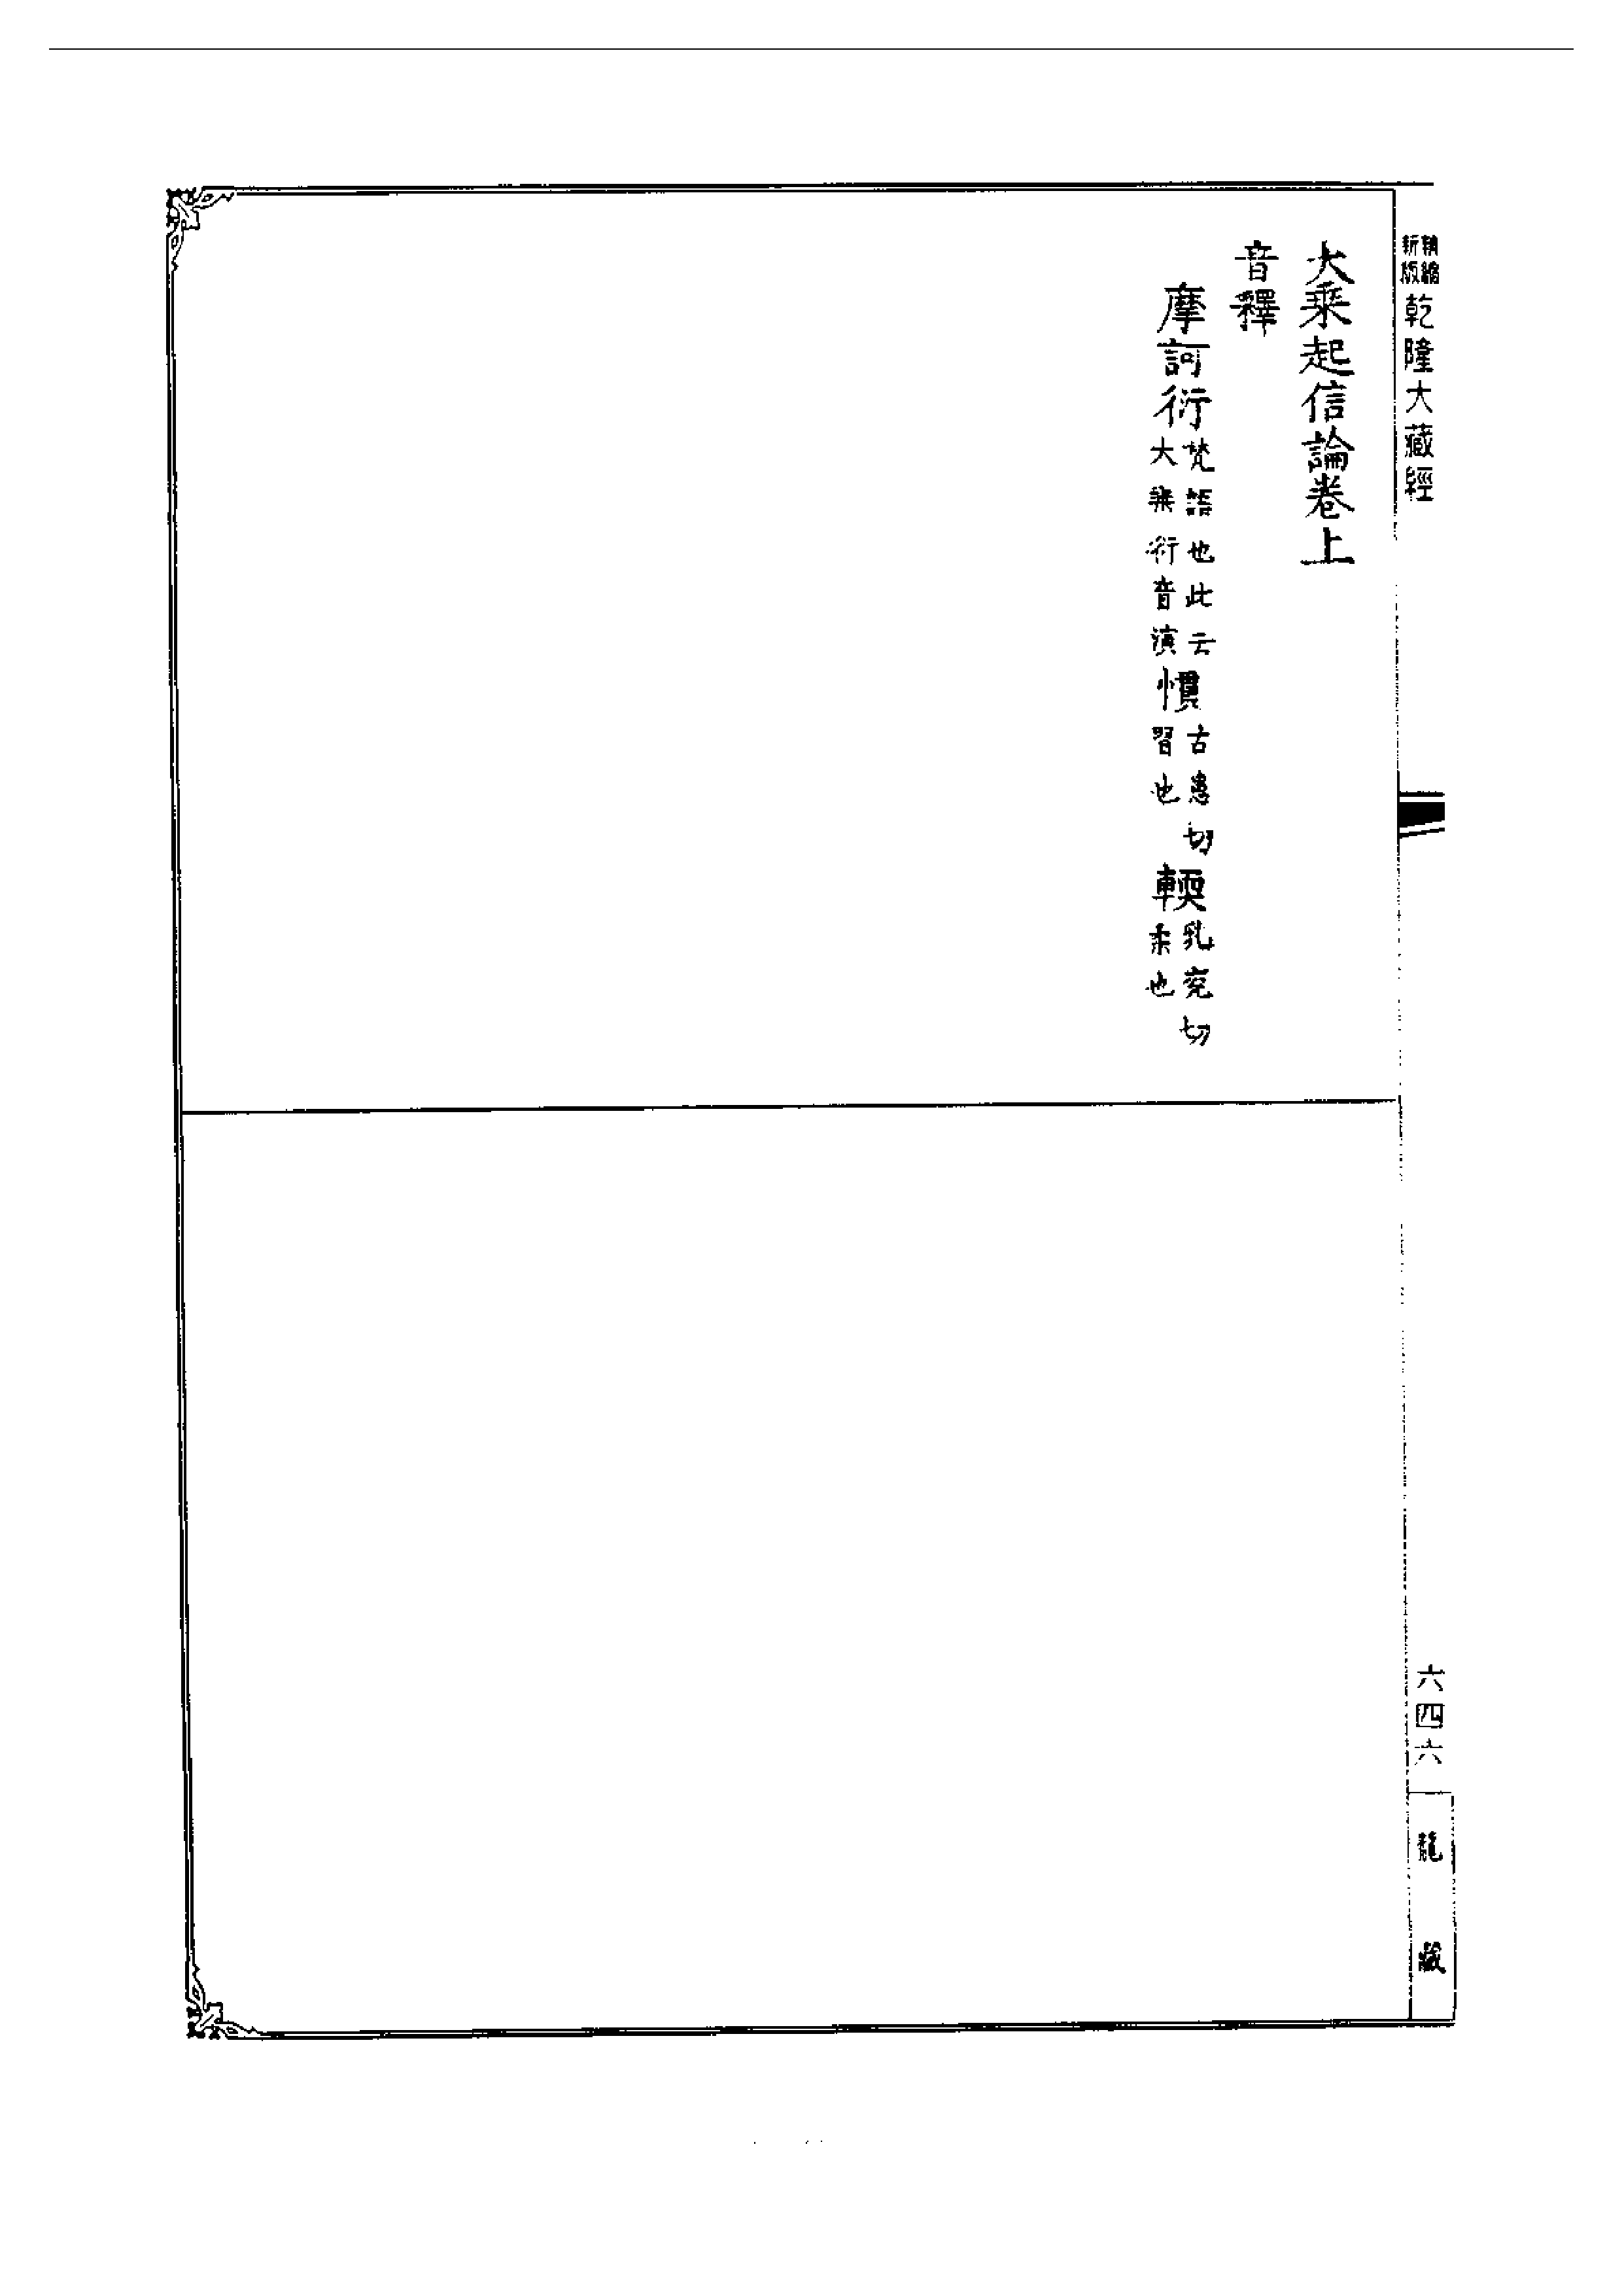 精縮新版 乾隆大藏經
六四六
龍藏
大乘起信論卷上
音釋
摩訶衍 梵語也此云大乘衍音演 慣 古患切習也 輭 乳兖切柔也